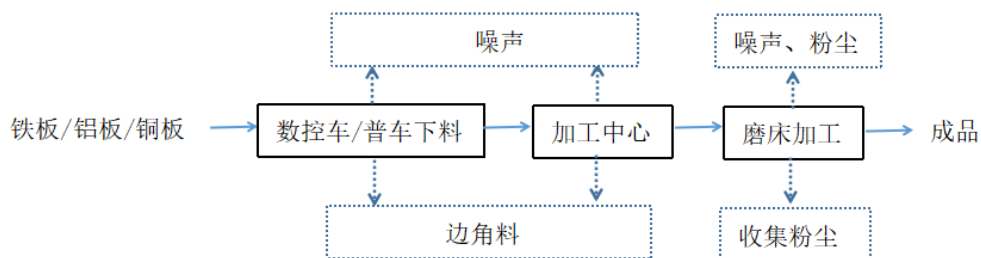 噪声
噪声、粉尘
铁板/铝板/铜板
数控车/普车下料
加工中心
磨床加工
成品
边角料
收集粉尘